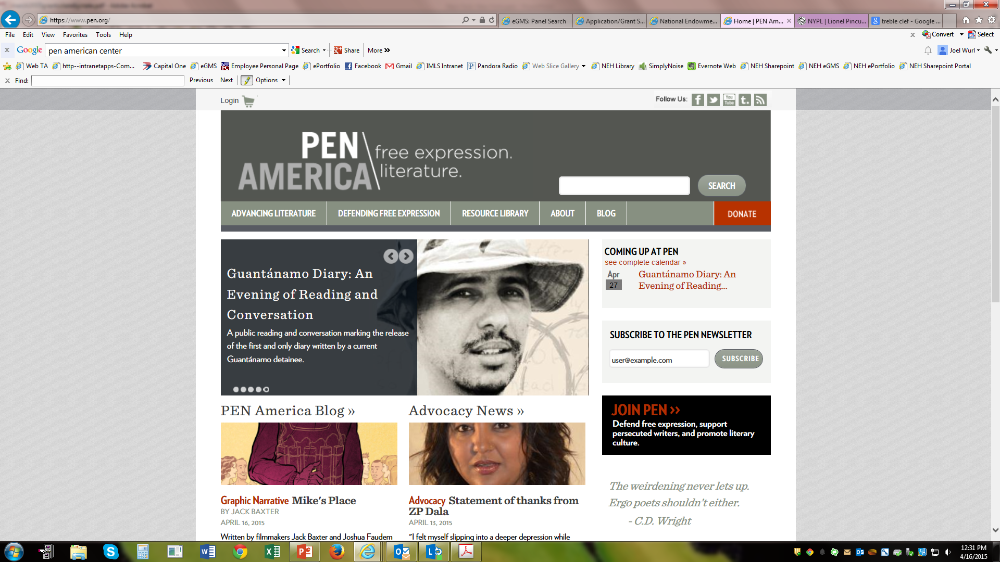 https://www.pen.org/
eGMS: Panel Search
Application/Grant S...
National Endowme...
Home | PEN Am...
NYPL | Lionel Pincu...
treble clef - Google ...
File Edit View Favorites Tools Help
Convert Select
Google pen american center Search Share More »
Joel Wurl
Web TA http--intranetapps-Com... Capital One eGMS Employee Personal Page ePortfolio Facebook Gmail IMLS Intranet Pandora Radio Web Slice Gallery NEH Library SimplyNoise Evernote Web NEH Sharepoint NEH eGMS NEH ePortfolio NEH Sharepoint Portal
Find: Previous Next Options
Login
Follow Us:
You Tube
PEN
AMERICA
free expression.
literature.
SEARCH
ADVANCING LITERATURE DEFENDING FREE EXPRESSION RESOURCE LIBRARY ABOUT BLOG DONATE
Guantánamo Diary: An
Evening of Reading and
Conversation
A public reading and conversation marking the release
of the first and only diary written by a current
Guantánamo detainee.
COMING UP AT PEN
see complete calendar »
Apr
27
Guantánamo Diary: An
Evening of Reading...
SUBSCRIBE TO THE PEN NEWSLETTER
user@example.com SUBSCRIBE
JOIN PEN >>
Defend free expression, support
persecuted writers, and promote literary
culture.
The weirdening never lets up.
Ergo poets shouldn't either.
- C.D. Wright
PEN America Blog »
Graphic Narrative Mike's Place
BY JACK BAXTER
APRIL 16, 2015
Written by filmmakers Jack Baxter and Joshua Faudem
Advocacy News »
Advocacy Statement of thanks from
ZP Dala
APRIL 13, 2015
"I felt myself slipping into a deeper depression while
12:31 PM
4/16/2015